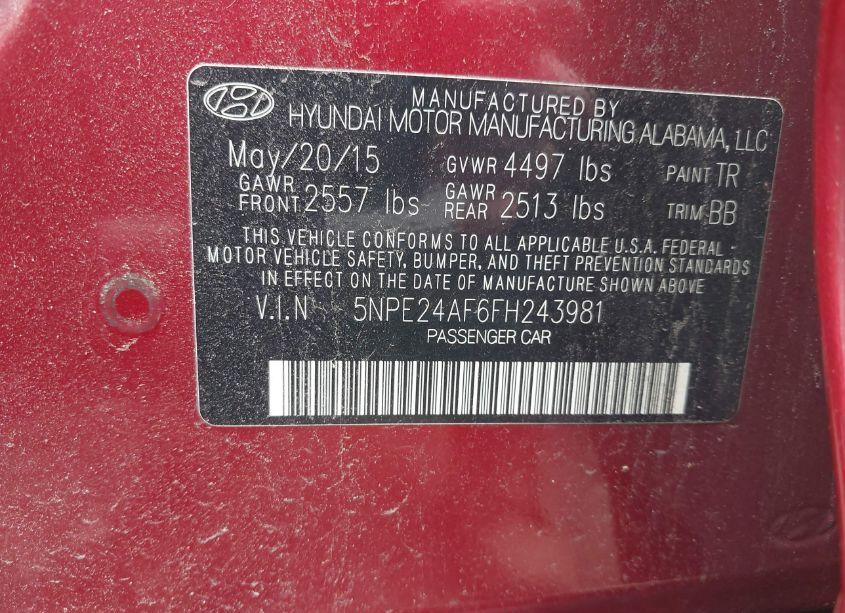 MANUFACTURED BY
HYUNDAI MOTOR MANUFACTURING ALABAMA, LLC
May/20/15 GVWR 4497 lbs PAINT TR
GAWR FRONT 2557 lbs GAWR REAR 2513 lbs TRIM BB
THIS VEHICLE CONFORMS TO ALL APPLICABLE U.S.A. FEDERAL
MOTOR VEHICLE SAFETY, BUMPER, AND THEFT PREVENTION STANDARDS
IN EFFECT ON THE DATE OF MANUFACTURE SHOWN ABOVE
V.I.N 5NPE24AF6FH243981
PASSENGER CAR